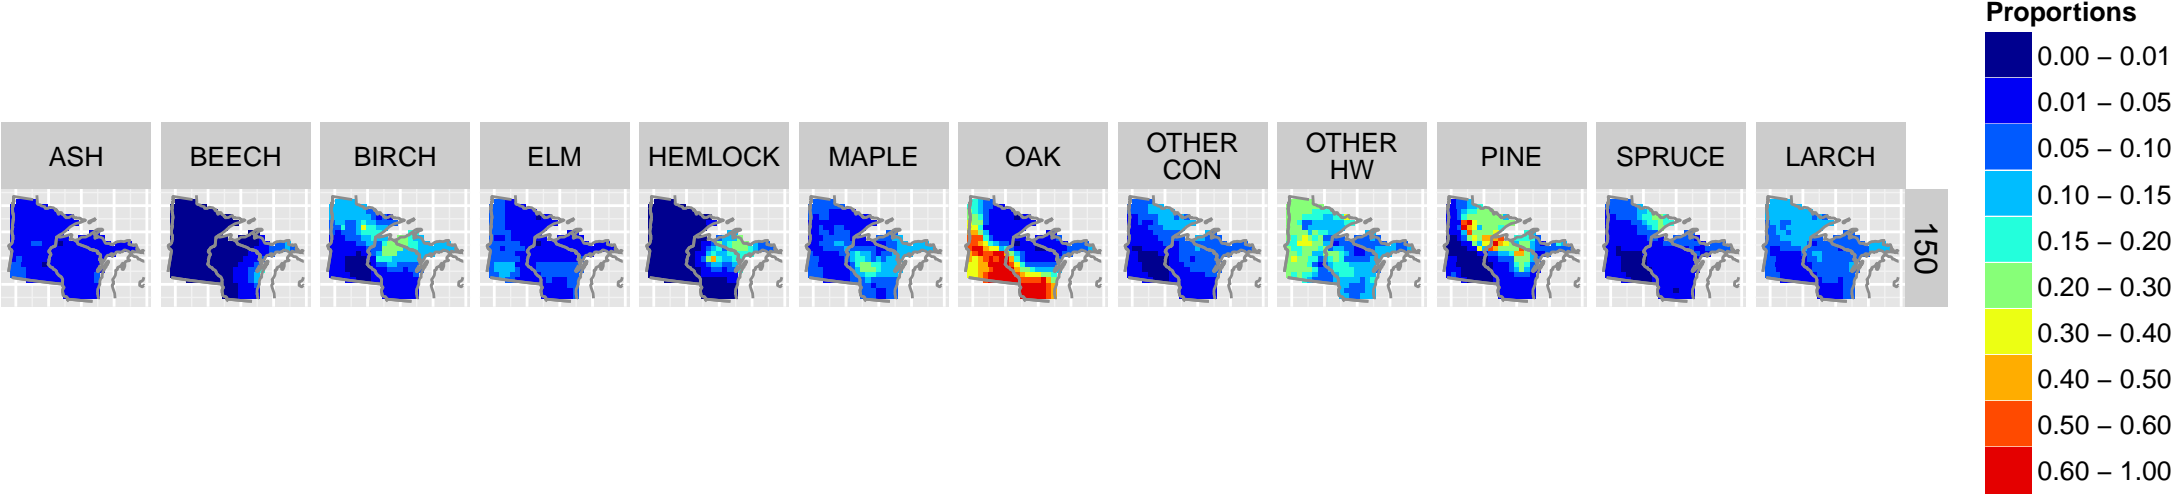 Proportions
0.00 – 0.01
0.01 – 0.05
0.05 – 0.10
0.10 – 0.15
0.15 – 0.20
0.20 – 0.30
0.30 – 0.40
0.40 – 0.50
0.50 – 0.60
0.60 – 1.00
ASH
BEECH
BIRCH
ELM
HEMLOCK
MAPLE
OAK
OTHER
CON
OTHER
HW
PINE
SPRUCE
LARCH
150